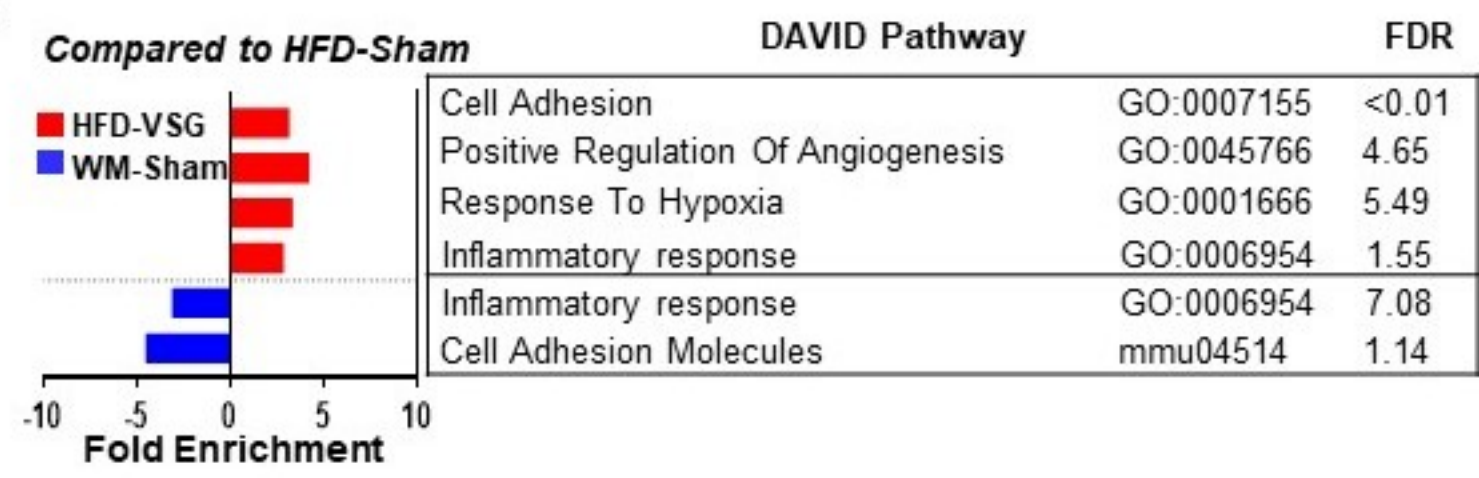 Compared to HFD-Sham DAVID Pathway FDR
HFD-VSG
WM-Sham
Cell Adhesion GO:0007155 <0.01
Positive Regulation Of Angiogenesis GO:0045766 4.65
Response To Hypoxia GO:0001666 5.49
Inflammatory response GO:0006954 1.55
Inflammatory response GO:0006954 7.08
Cell Adhesion Molecules mmu04514 1.14
-10 -5 0 5 10
Fold Enrichment